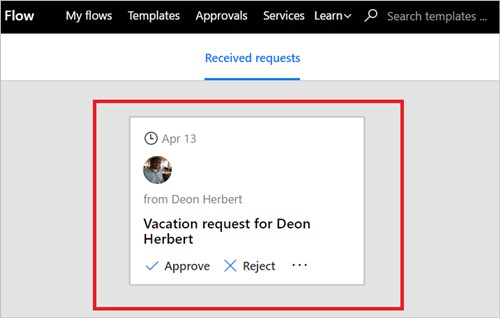 Flow My flows Templates Approvals Services Learn Search templates ...
Received requests
Apr 13
from Deon Herbert
Vacation request for Deon
Herbert
Approve Reject ...